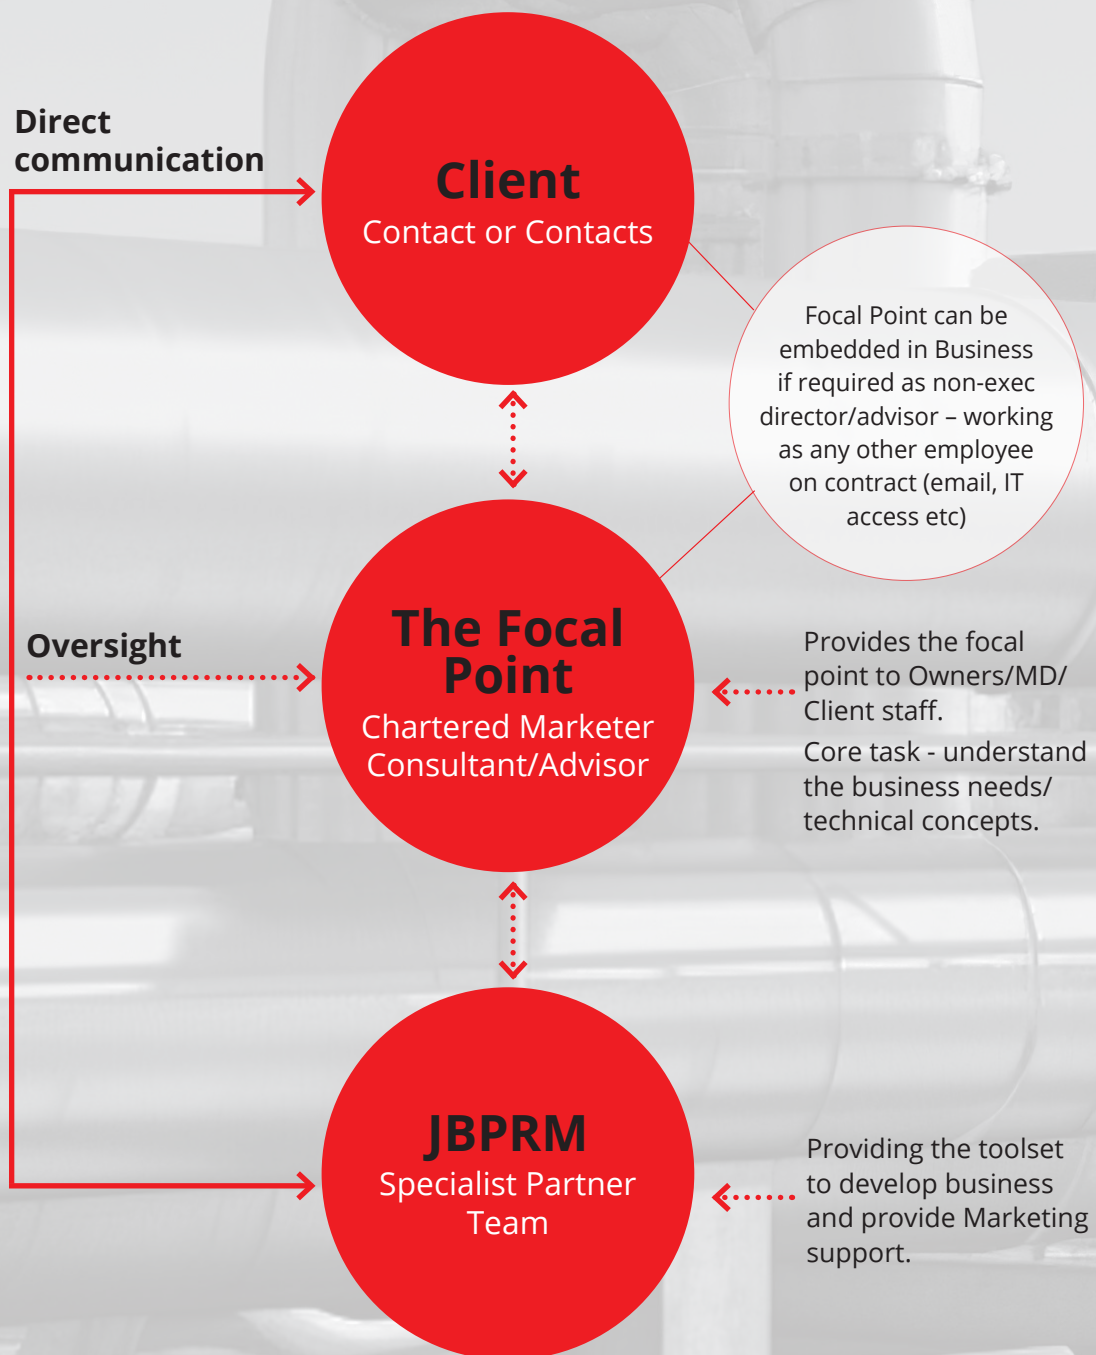 Direct
communication
Client
Contact or Contacts
Focal Point can be
embedded in Business
if required as non-exec
director/advisor – working
as any other employee
on contract (email, IT
access etc)
Oversight
The Focal
Point
Chartered Marketer
Consultant/Advisor
Provides the focal
point to Owners/MD/
Client staff.
Core task - understand
the business needs/
technical concepts.
JBPRM
Specialist Partner
Team
Providing the toolset
to develop business
and provide Marketing
support.